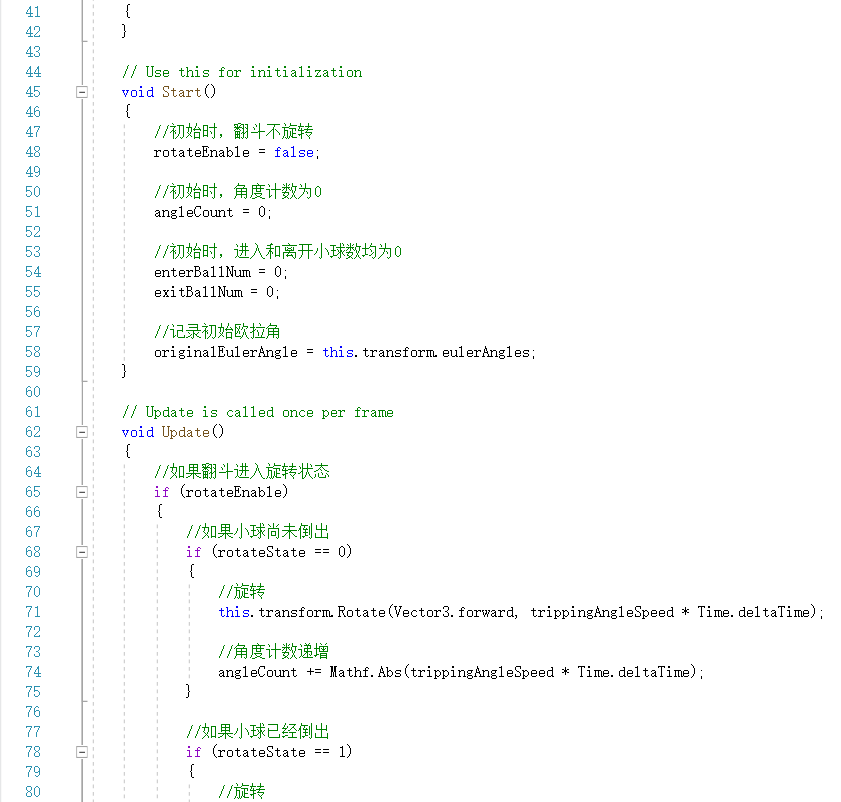 41 {
42 }
43
44 // Use this for initialization
45 void Start()
46 {
47 //初始时，翻斗不旋转
48 rotateEnable = false;
49
50 //初始时，角度计数为0
51 angleCount = 0;
52
53 //初始时，进入和离开小球数均为0
54 enterBallNum = 0;
55 exitBallNum = 0;
56
57 //记录初始欧拉角
58 originalEulerAngle = this.transform.eulerAngles;
59 }
60
61 // Update is called once per frame
62 void Update()
63 {
64 //如果翻斗进入旋转状态
65 if (rotateEnable)
66 {
67 //如果小球尚未倒出
68 if (rotateState == 0)
69 {
70 //旋转
71 this.transform.Rotate(Vector3.forward, trippingAngleSpeed * Time.deltaTime);
72
73 //角度计数递增
74 angleCount += Mathf.Abs(trippingAngleSpeed * Time.deltaTime);
75 }
76
77 //如果小球已经倒出
78 if (rotateState == 1)
79 {
80 //旋转